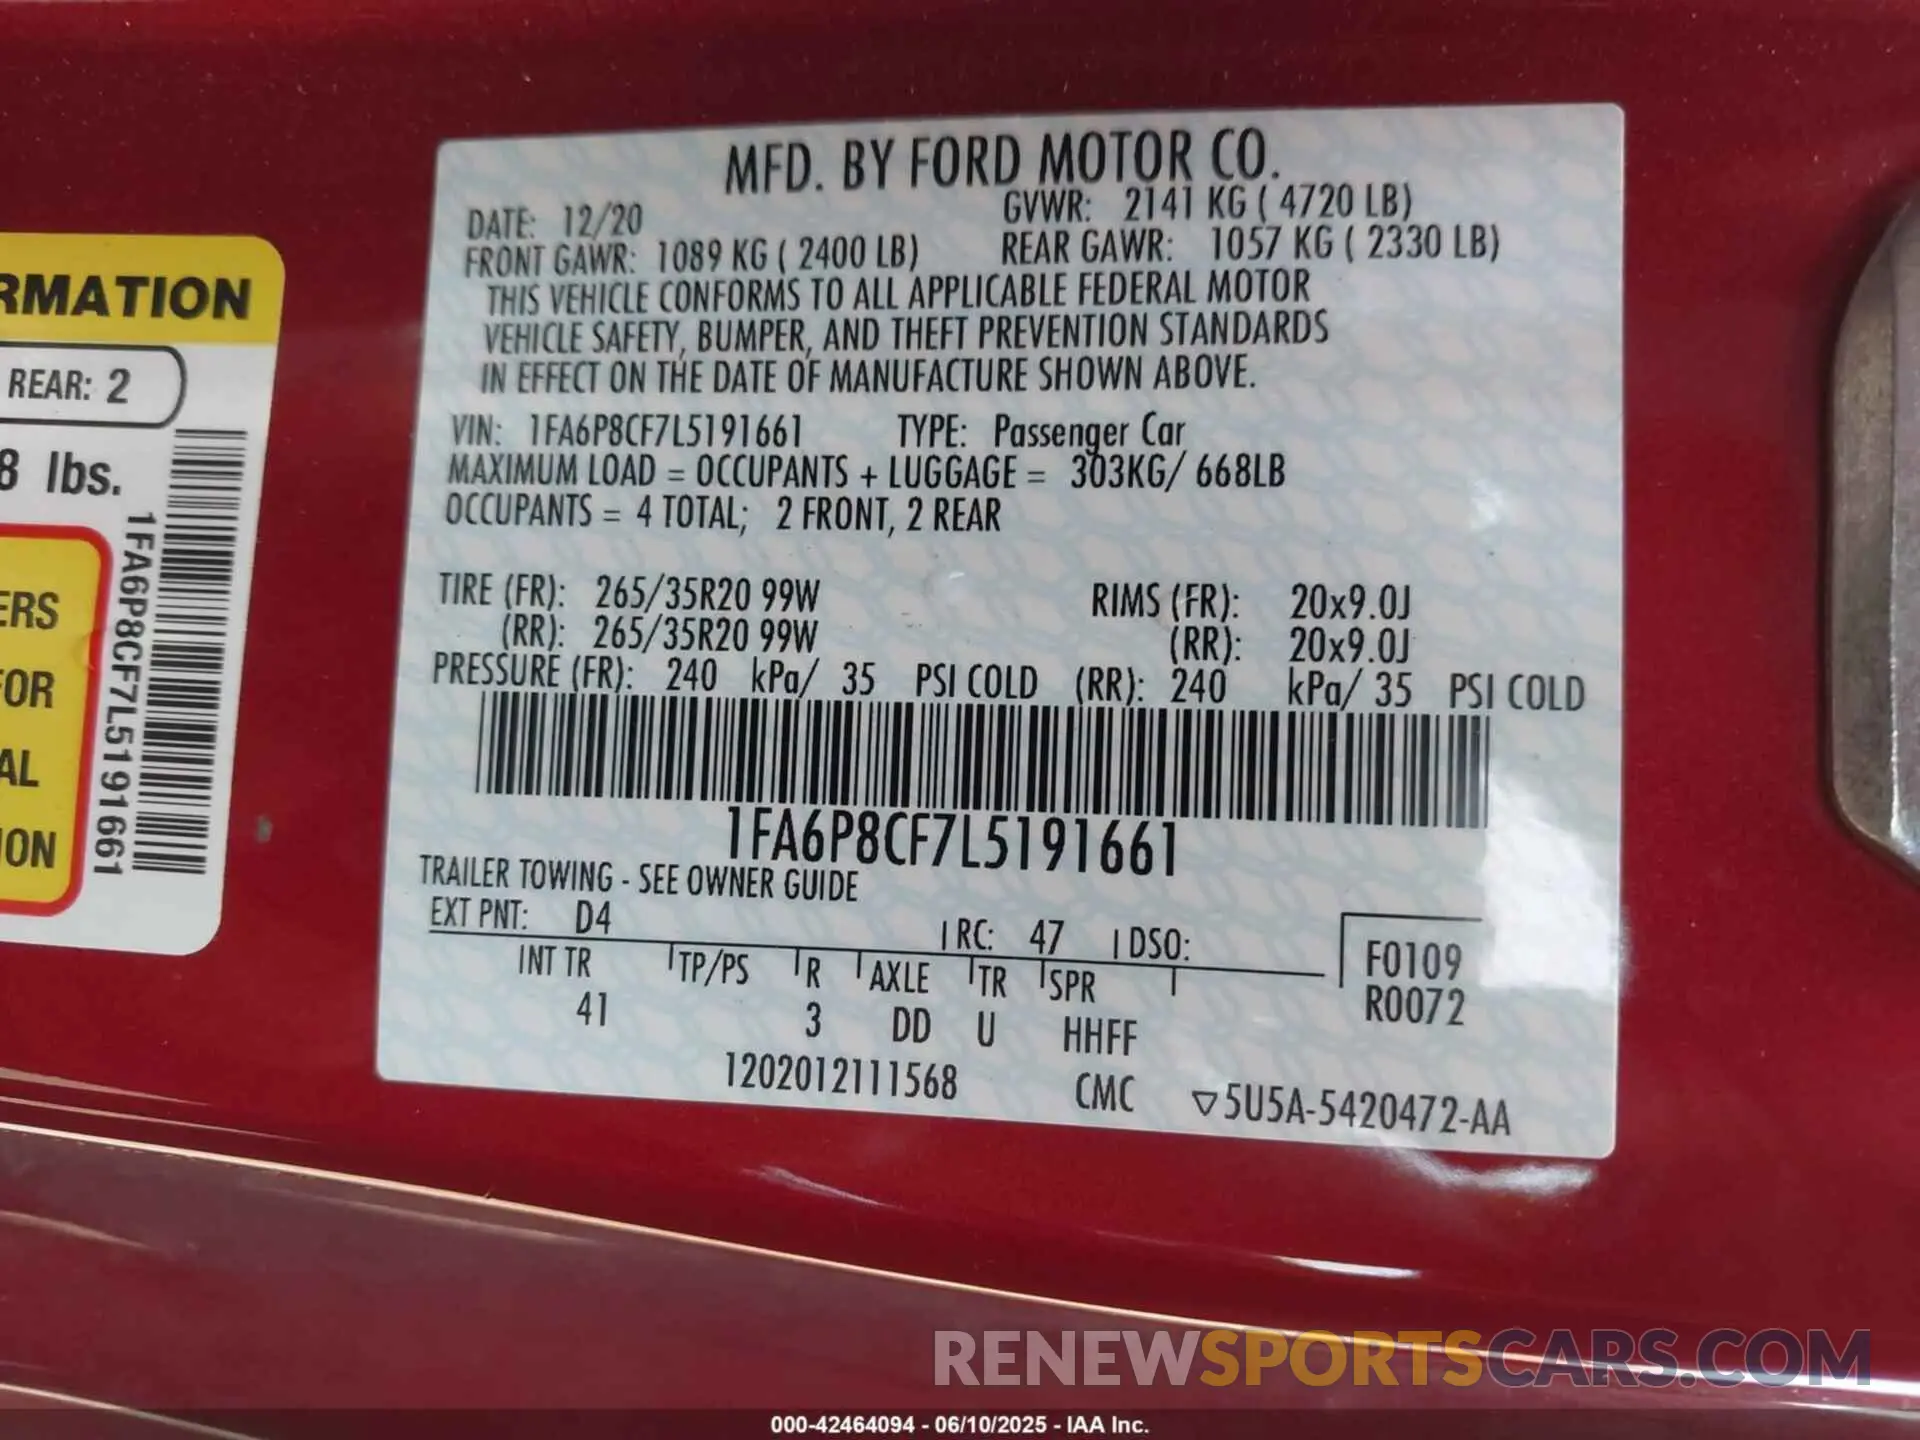 RMATION
REAR: 2
8 lbs.
ERS
FOR
AL
ION
1FA6P8CF7L5191661
MFD. BY FORD MOTOR CO.
DATE: 12/20 GVWR: 2141 KG ( 4720 LB)
FRONT GAWR: 1089 KG ( 2400 LB) REAR GAWR: 1057 KG ( 2330 LB)
THIS VEHICLE CONFORMS TO ALL APPLICABLE FEDERAL MOTOR
VEHICLE SAFETY, BUMPER, AND THEFT PREVENTION STANDARDS
IN EFFECT ON THE DATE OF MANUFACTURE SHOWN ABOVE.
VIN: 1FA6P8CF7L5191661 TYPE: Passenger Car
MAXIMUM LOAD = OCCUPANTS + LUGGAGE = 303KG/ 668LB
OCCUPANTS = 4 TOTAL; 2 FRONT, 2 REAR
TIRE (FR): 265/35R20 99W RIMS (FR): 20x9.0J
(RR): 265/35R20 99W (RR): 20x9.0J
PRESSURE (FR): 240 kPa/ 35 PSI COLD (RR): 240 kPa/ 35 PSI COLD
1FA6P8CF7L5191661
TRAILER TOWING - SEE OWNER GUIDE
EXT PNT: D4 RC: 47 DSO: F0109
INT TR TP/PS R AXLE TR SPR R0072
41 3 DD U HHFF
1202012111568 CMC ▽5U5A-5420472-AA
RENEWSPORTSCARS.COM
000-42464094 - 06/10/2025 - IAA Inc.